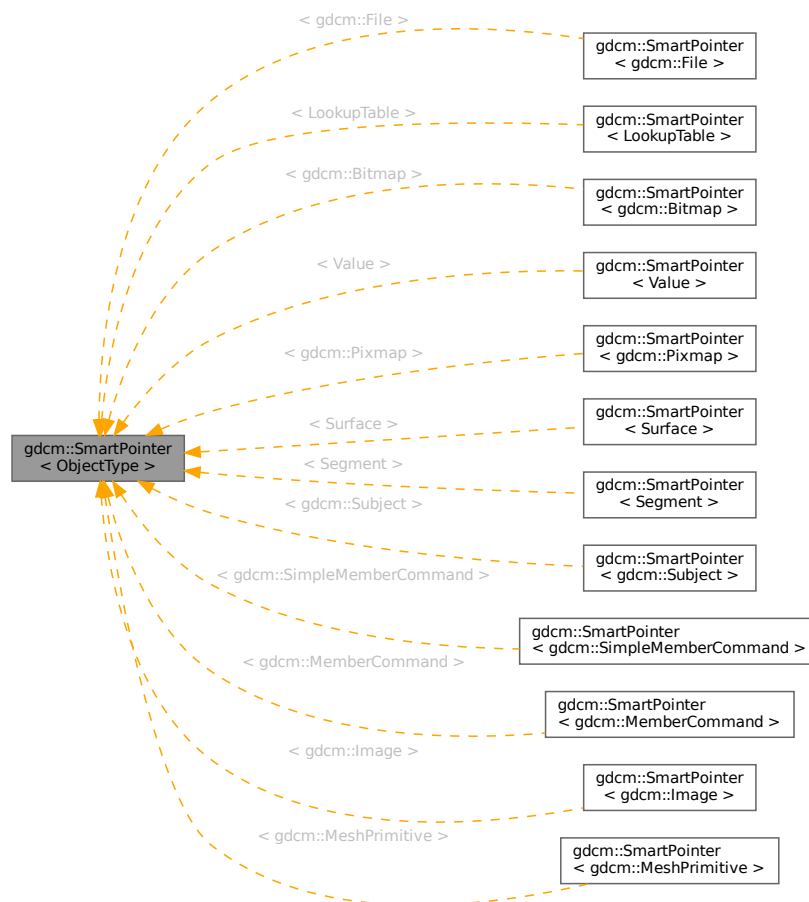 < gdcm::File >
gdcm::SmartPointer
< gdcm::File >
< LookupTable >
gdcm::SmartPointer
< LookupTable >
< gdcm::Bitmap >
gdcm::SmartPointer
< gdcm::Bitmap >
< Value >
gdcm::SmartPointer
< Value >
< gdcm::Pixmap >
gdcm::SmartPointer
< gdcm::Pixmap >
gdcm::SmartPointer
< ObjectType >
< Surface >
gdcm::SmartPointer
< Surface >
< Segment >
gdcm::SmartPointer
< Segment >
< gdcm::Subject >
gdcm::SmartPointer
< gdcm::Subject >
< gdcm::SimpleMemberCommand >
gdcm::SmartPointer
< gdcm::SimpleMemberCommand >
< gdcm::MemberCommand >
gdcm::SmartPointer
< gdcm::MemberCommand >
< gdcm::Image >
gdcm::SmartPointer
< gdcm::Image >
< gdcm::MeshPrimitive >
gdcm::SmartPointer
< gdcm::MeshPrimitive >